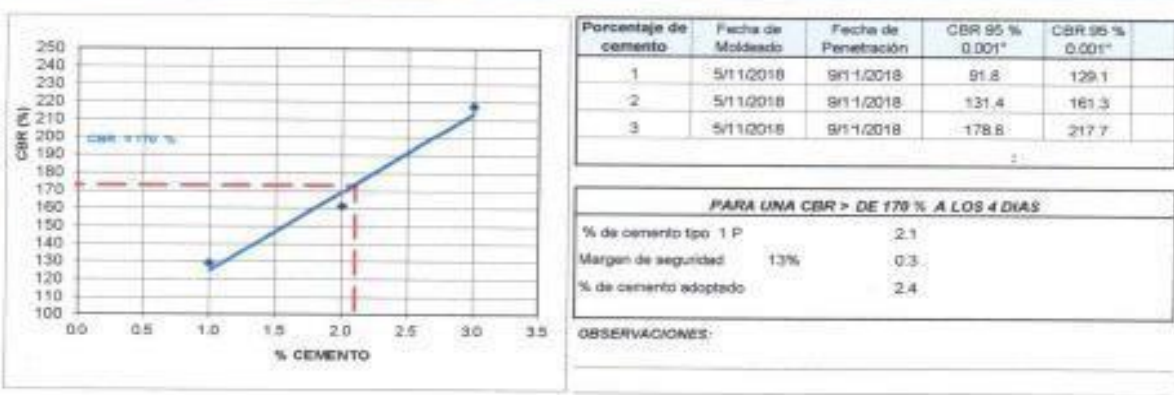 250
240
230
220
210
200
190
180
170
160
150
140
130
120
110
100
CBR (%)
CBR >170 %
0.0 0.5 1.0 1.5 2.0 2.5 3.0 3.5
% CEMENTO
Porcentaje de cemento Fecha de Moldeado Fecha de Penetración CBR 95 % 0.001" CBR 95 % 0.001"
1 5/11/2018 9/11/2018 91.8 129.1
2 5/11/2018 9/11/2018 131.4 161.3
3 5/11/2018 9/11/2018 178.8 217.7
:
PARA UNA CBR > DE 170 % A LOS 4 DIAS
% de cemento tipo 1 P 2.1
Margen de seguridad 13% 0.3
% de cemento adoptado 2.4
OBSERVACIONES: